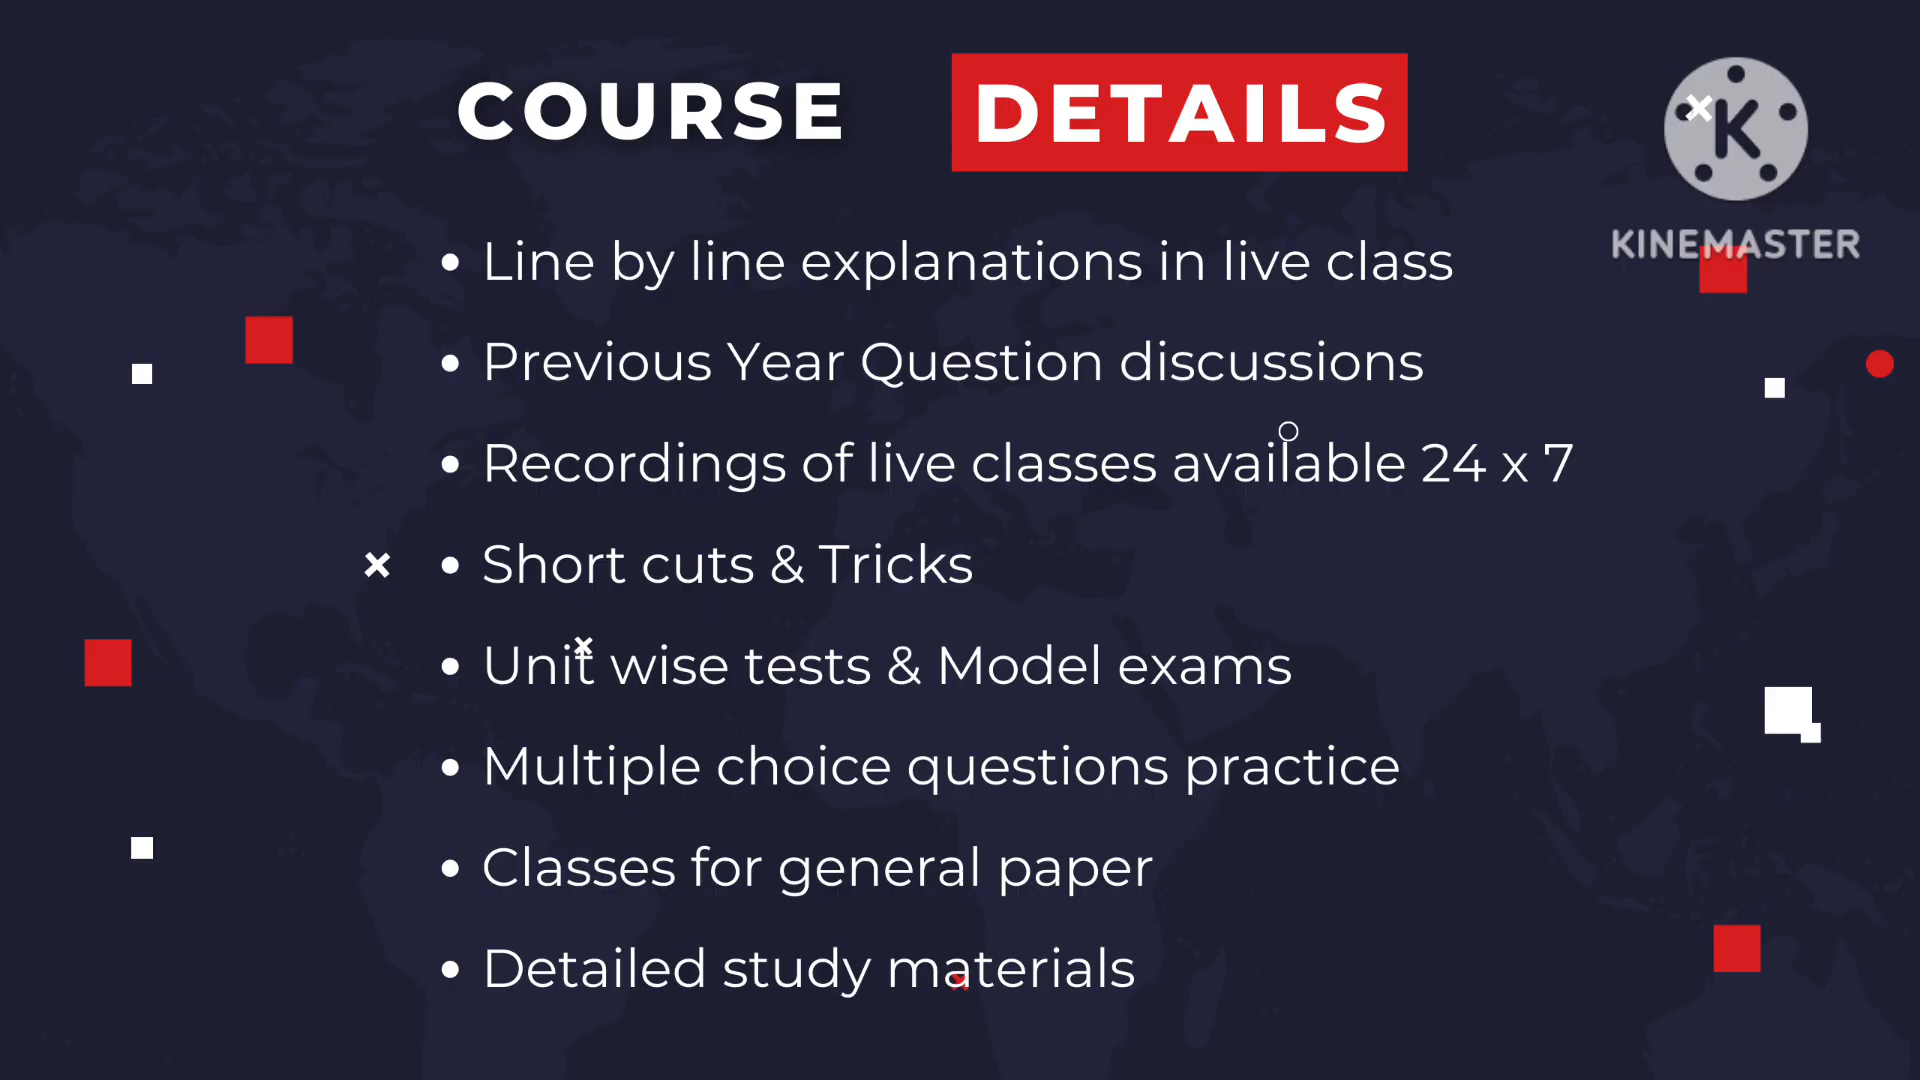 COURSE DETAILS
K
KINEMASTER
• Line by line explanations in live class
• Previous Year Question discussions
• Recordings of live classes available 24 x 7
• Short cuts & Tricks
• Unit wise tests & Model exams
• Multiple choice questions practice
• Classes for general paper
• Detailed study materials